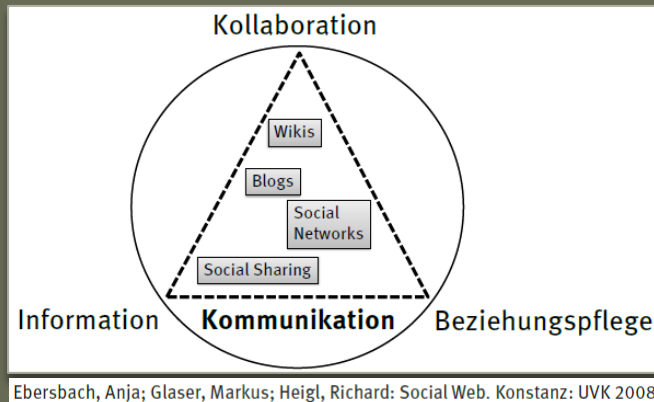 Kollaboration
Wikis
Blogs
Social
Networks
Social Sharing
Information
Kommunikation
Beziehungspflege
Ebersbach, Anja; Glaser, Markus; Heigl, Richard: Social Web. Konstanz: UVK 2008